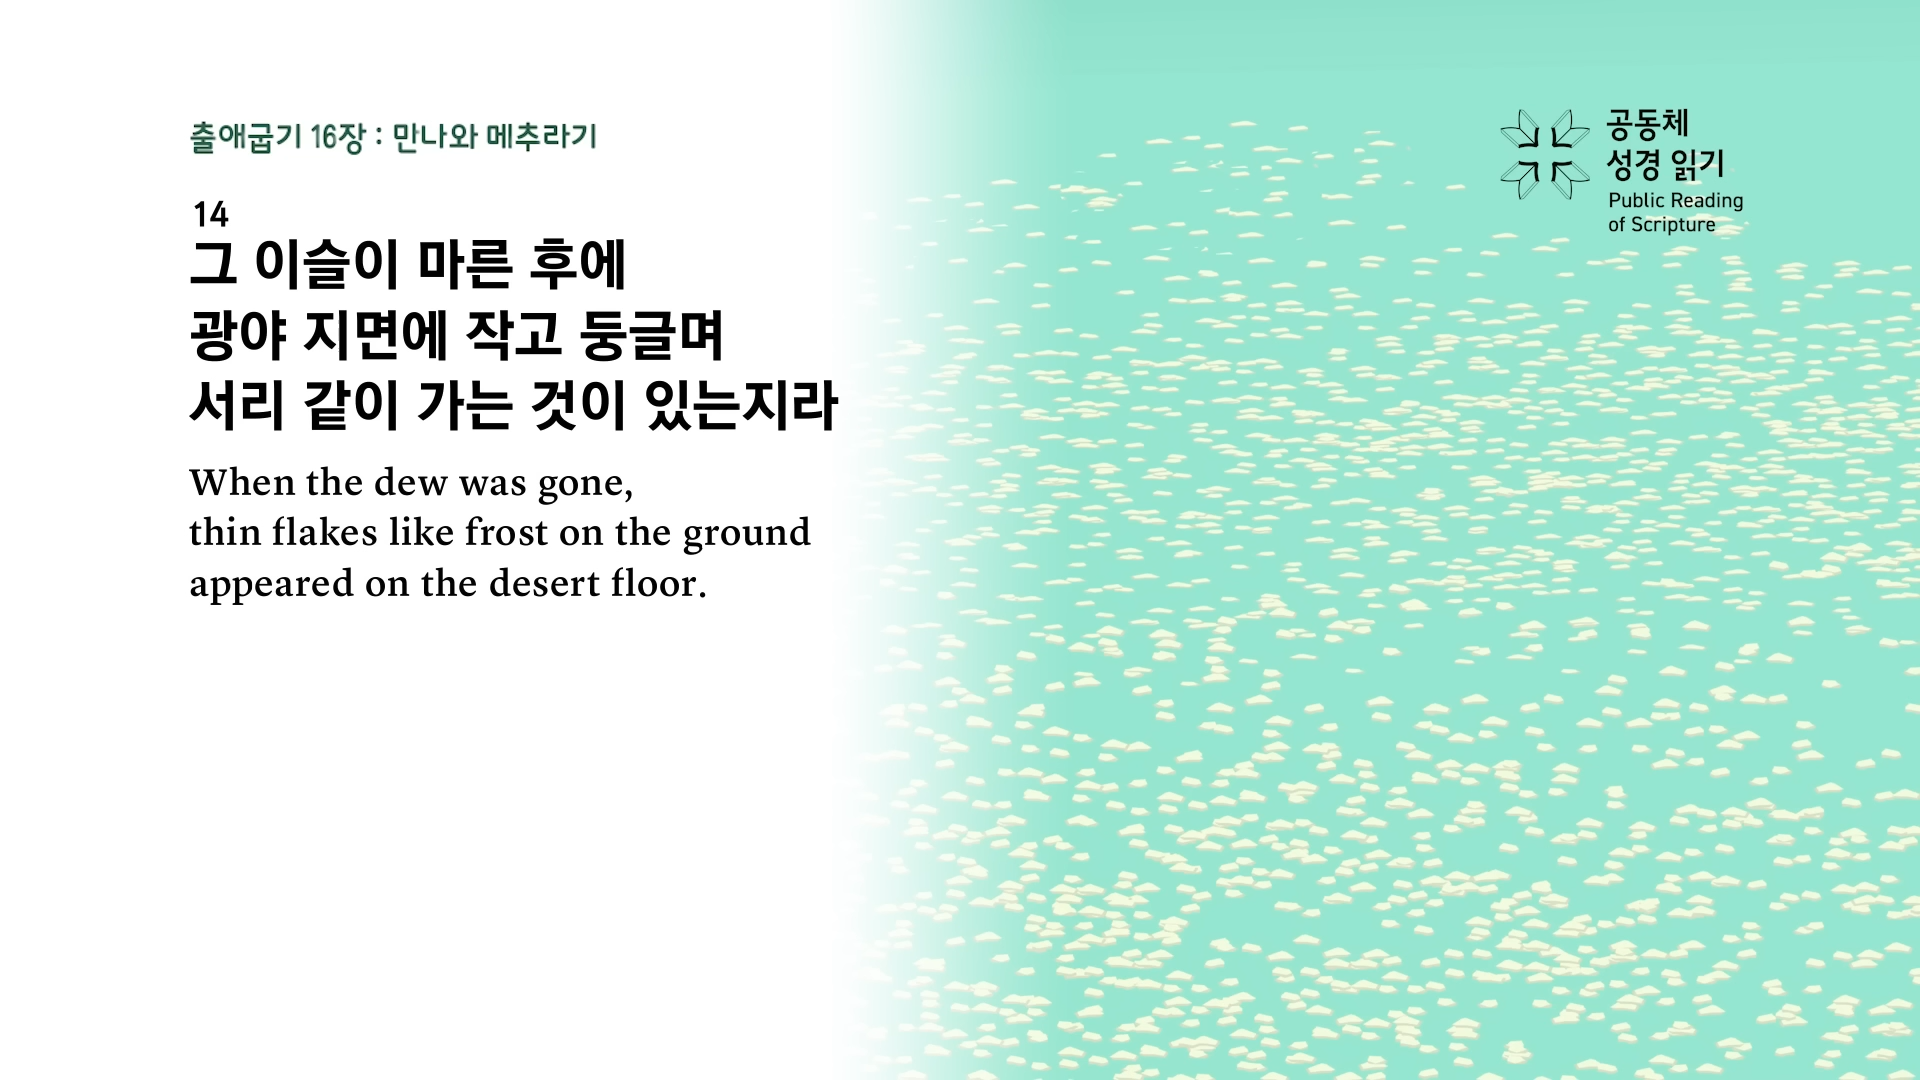 출애굽기 16장 : 만나와 메추라기
14
그 이슬이 마른 후에
광야 지면에 작고 둥글며
서리 같이 가는 것이 있는지라
When the dew was gone,
thin flakes like frost on the ground
appeared on the desert floor.
공동체
성경 읽기
Public Reading
of Scripture